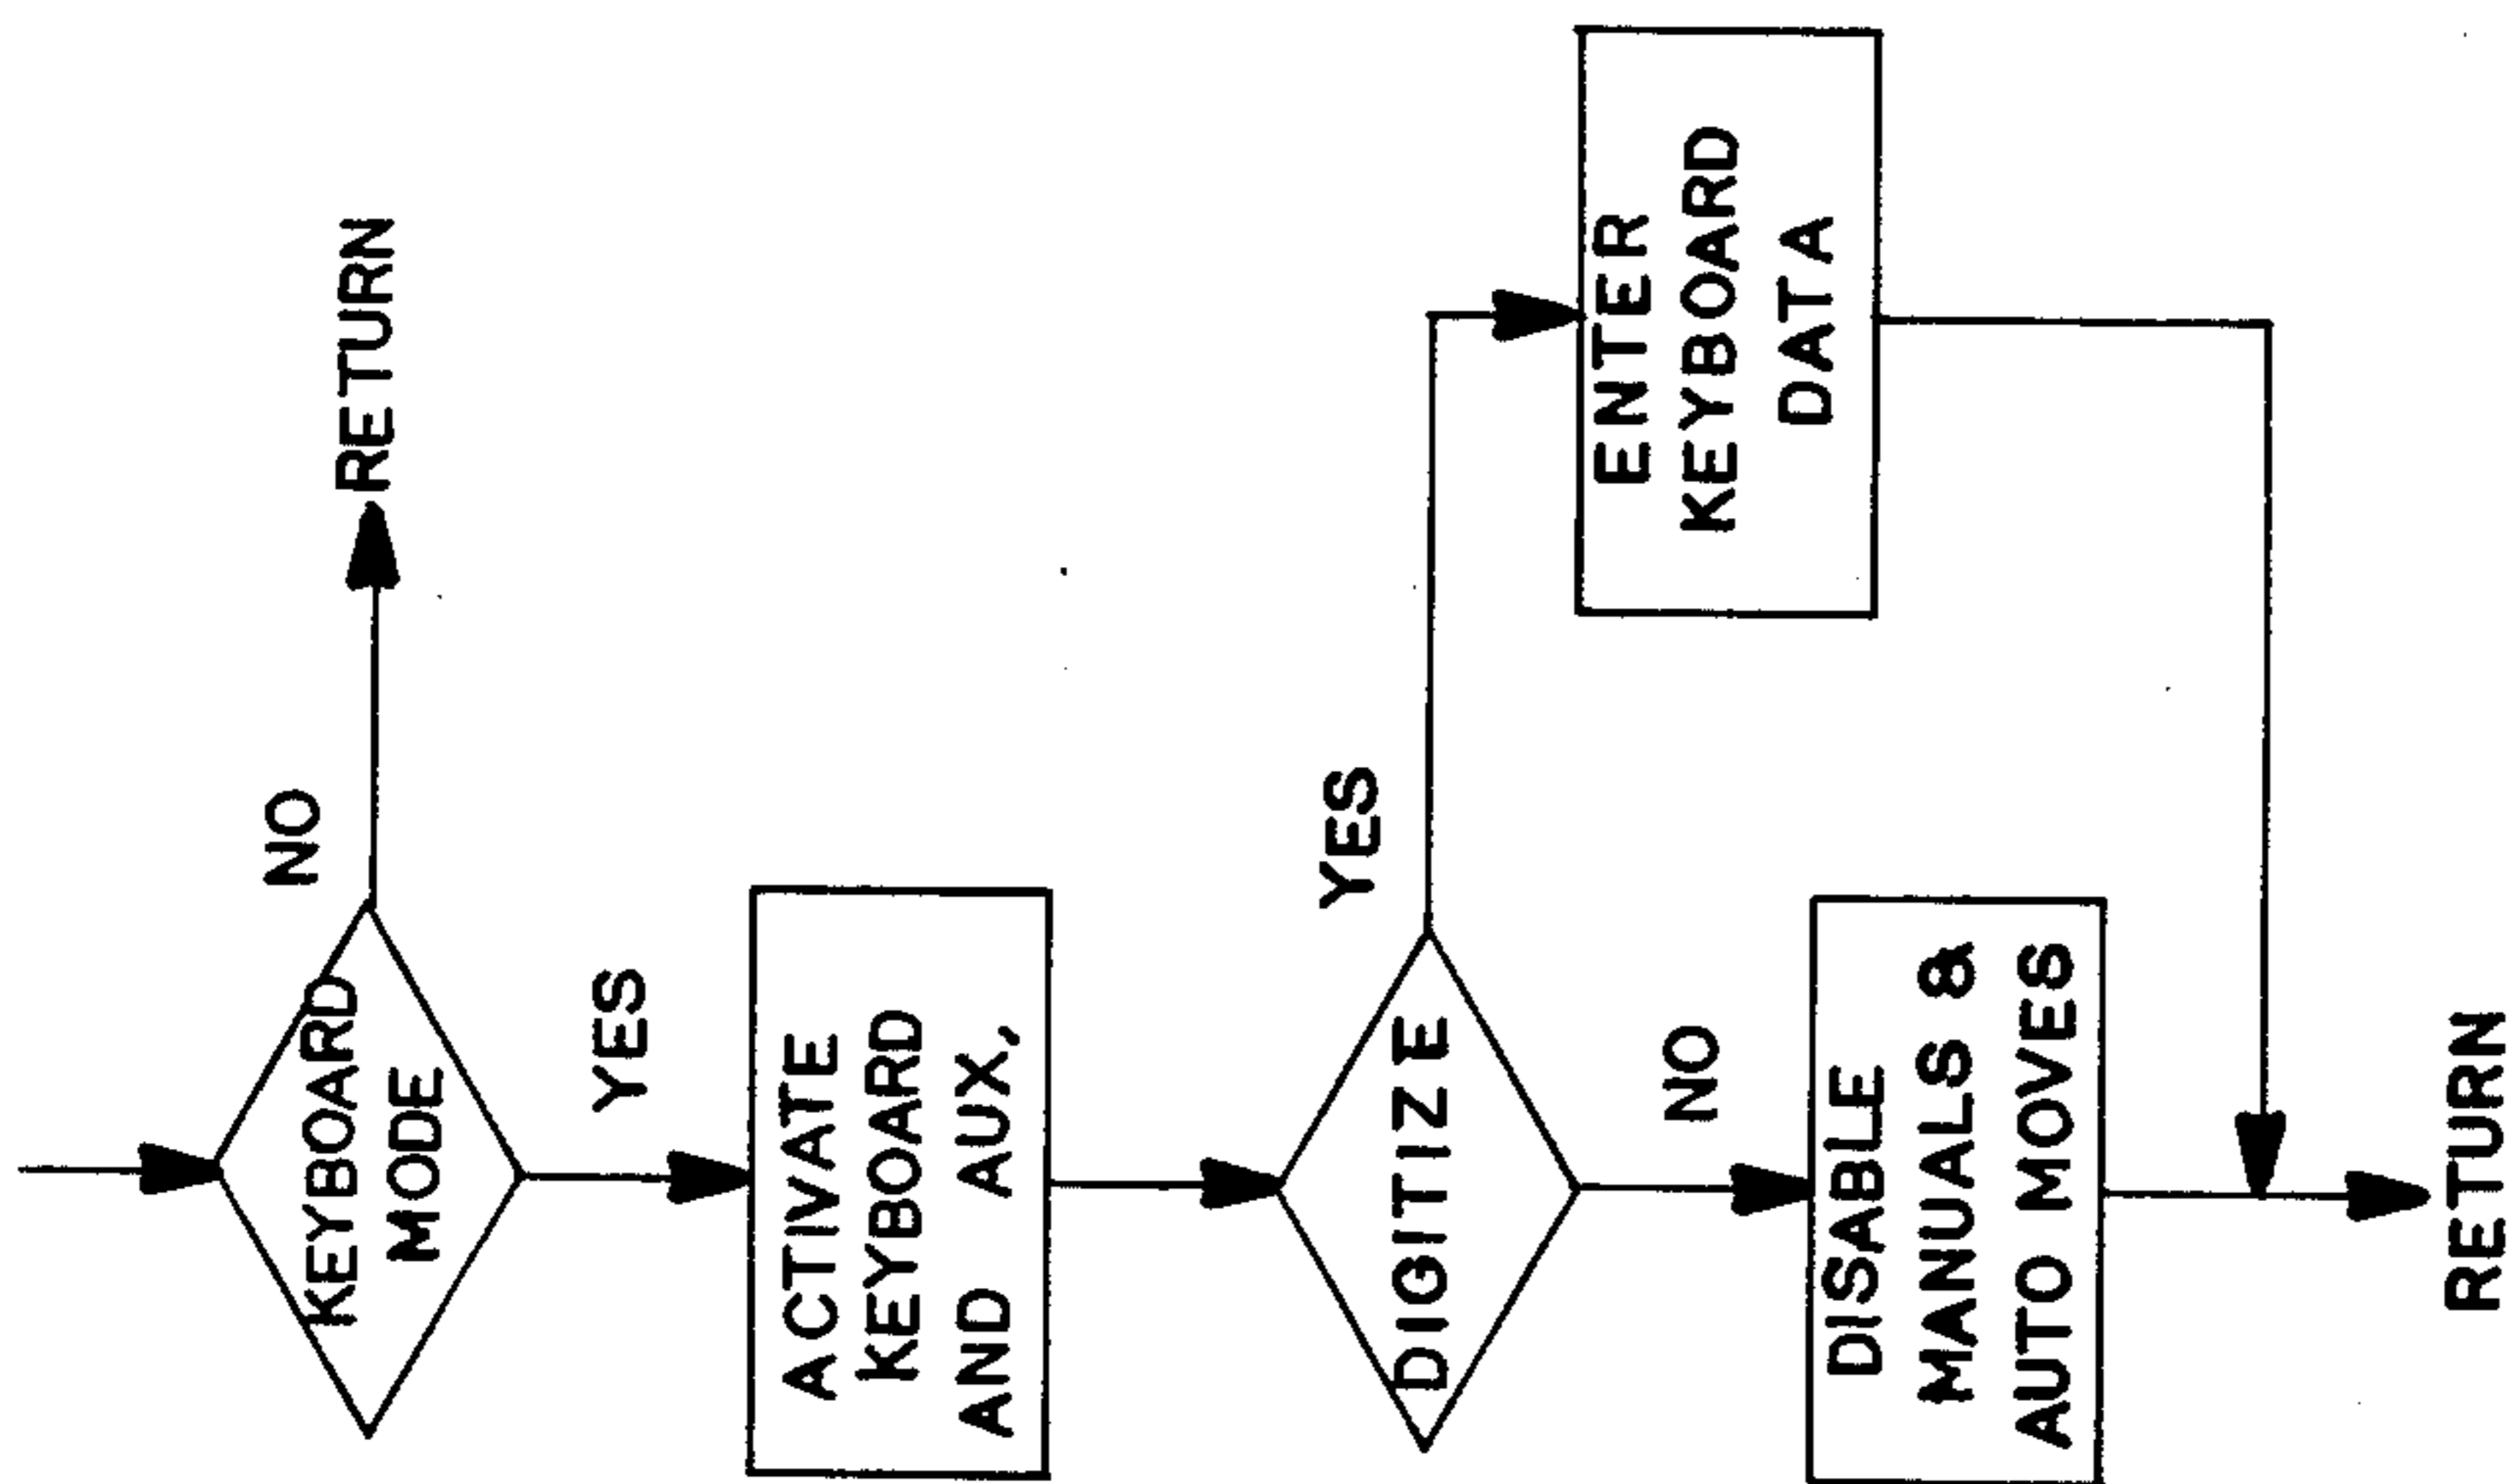 KEYBOARD
MODE
NO
RETURN
YES
ACTIVATE
KEYBOARD
AND AUX,
DIGITIZE
YES
ENTER
KEYBOARD
DATA
NO
DISABLE
MANUALS &
AUTO MOVES
RETURN